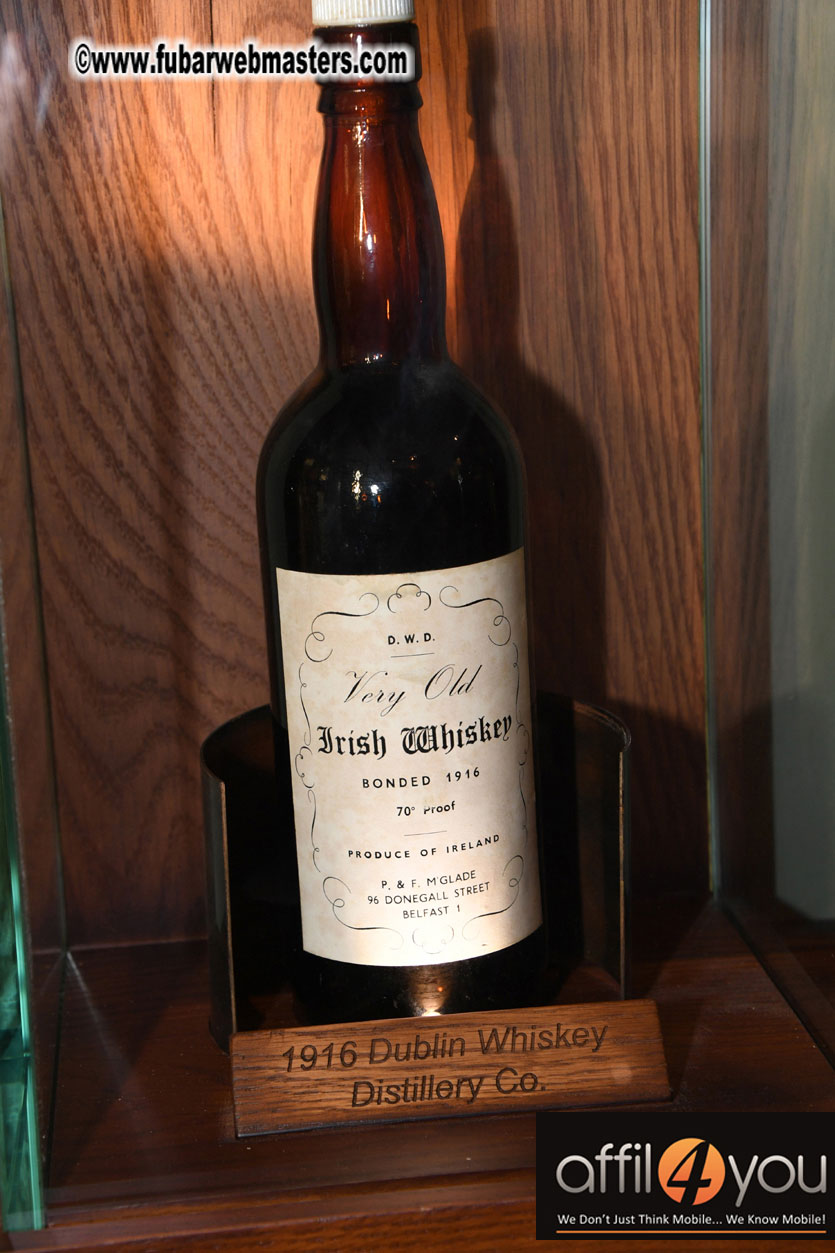 ©www.fubarwebmasters.com
D. W. D.
Very Old
Irish Whiskey
BONDED 1916
70° Proof
PRODUCE OF IRELAND
P. & F. M'GLADE
96 DONEGALL STREET
BELFAST 1
1916 Dublin Whiskey
Distillery Co.
affil4you
We Don't Just Think Mobile... We Know Mobile!